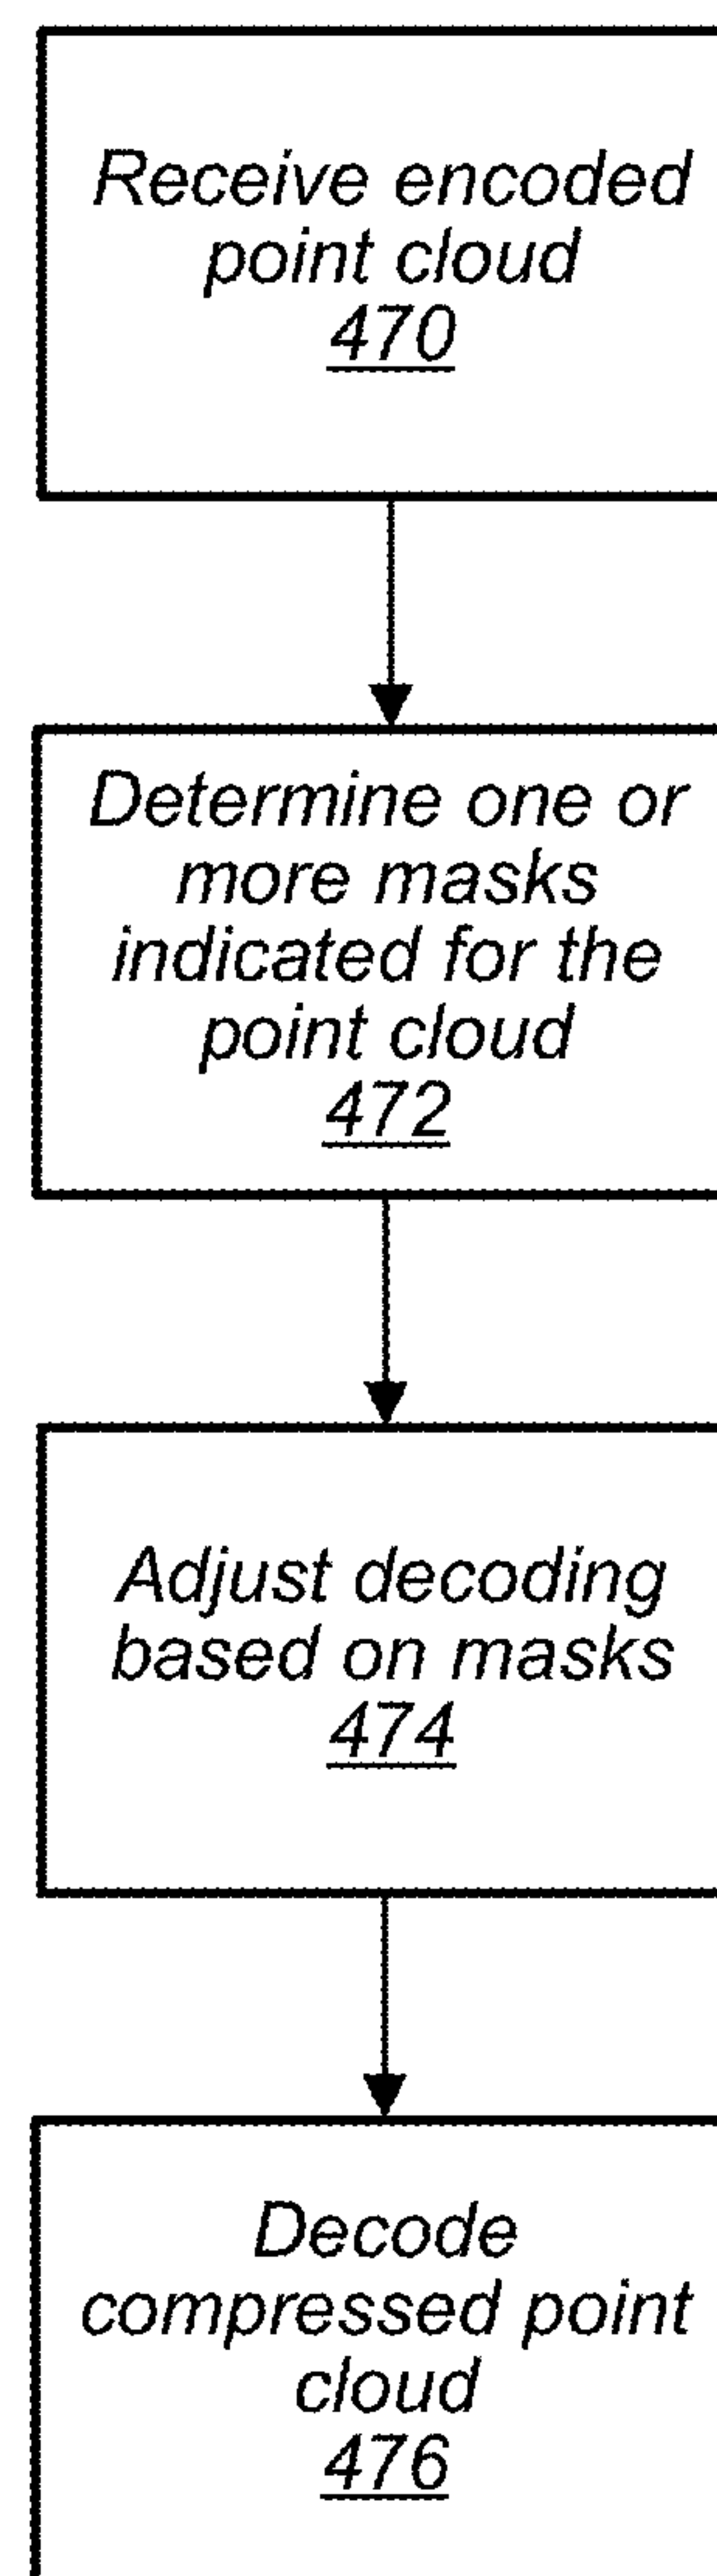 Receive encoded
point cloud
470
Determine one or
more masks
indicated for the
point cloud
472
Adjust decoding
based on masks
474
Decode
compressed point
cloud
476